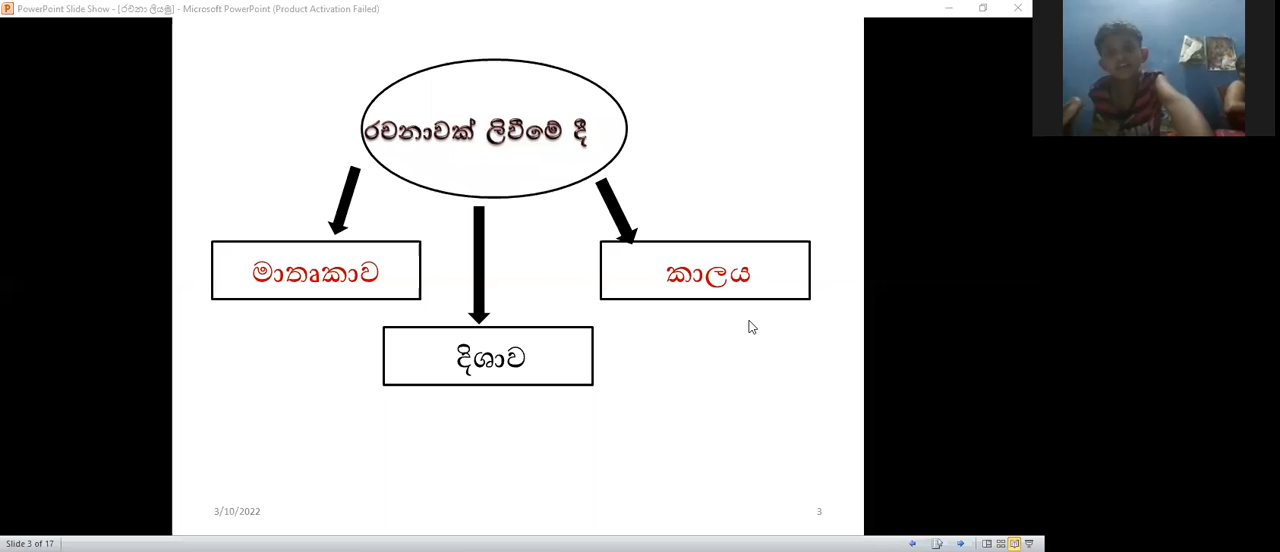 PowerPoint Slide Show - [රචනා ලියමු] - Microsoft PowerPoint (Product Activation Failed)
රචනාවක් ලිවීමේ දී
මාතෘකාව
කාලය
දිශාව
3/10/2022
3
Slide 3 of 17